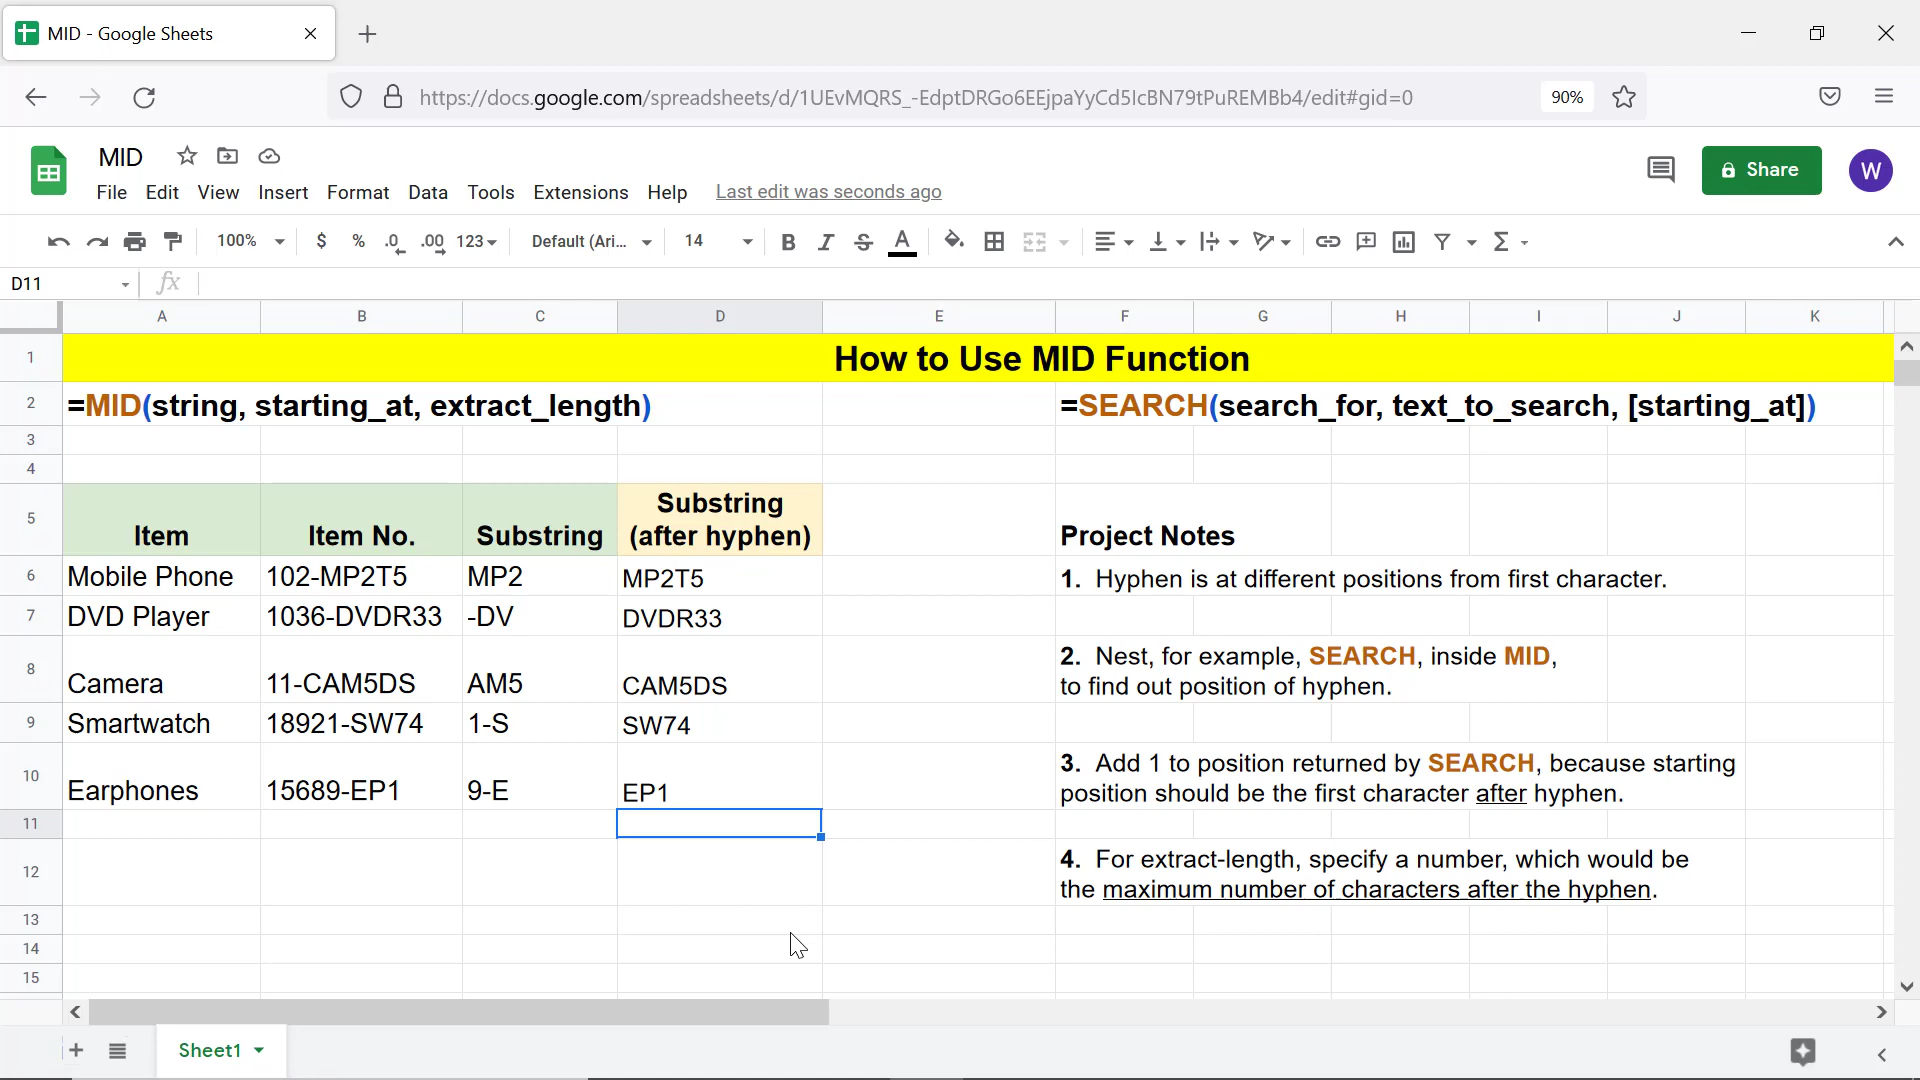 MID - Google Sheets
https://docs.google.com/spreadsheets/d/1UEvMQRS_-EdptDRGo6EEjpaYyCd5IcBN79tPuREMBb4/edit#gid=0
90%
MID
File Edit View Insert Format Data Tools Extensions Help Last edit was seconds ago
Share
W
100% $ % .0 .00 123 Default (Ari... 14 B I S A Σ
D11 fx
A B C D E F G H I J K
1 How to Use MID Function
2 =MID(string, starting_at, extract_length) =SEARCH(search_for, text_to_search, [starting_at])
3
4
5 Item Item No. Substring Substring (after hyphen) Project Notes
6 Mobile Phone 102-MP2T5 MP2 MP2T5 1. Hyphen is at different positions from first character.
7 DVD Player 1036-DVDR33 -DV DVDR33
8 Camera 11-CAM5DS AM5 CAM5DS 2. Nest, for example, SEARCH, inside MID,
to find out position of hyphen.
9 Smartwatch 18921-SW74 1-S SW74
10 Earphones 15689-EP1 9-E EP1 3. Add 1 to position returned by SEARCH, because starting
position should be the first character after hyphen.
11
12 4. For extract-length, specify a number, which would be
the maximum number of characters after the hyphen.
13
14
15
Sheet1